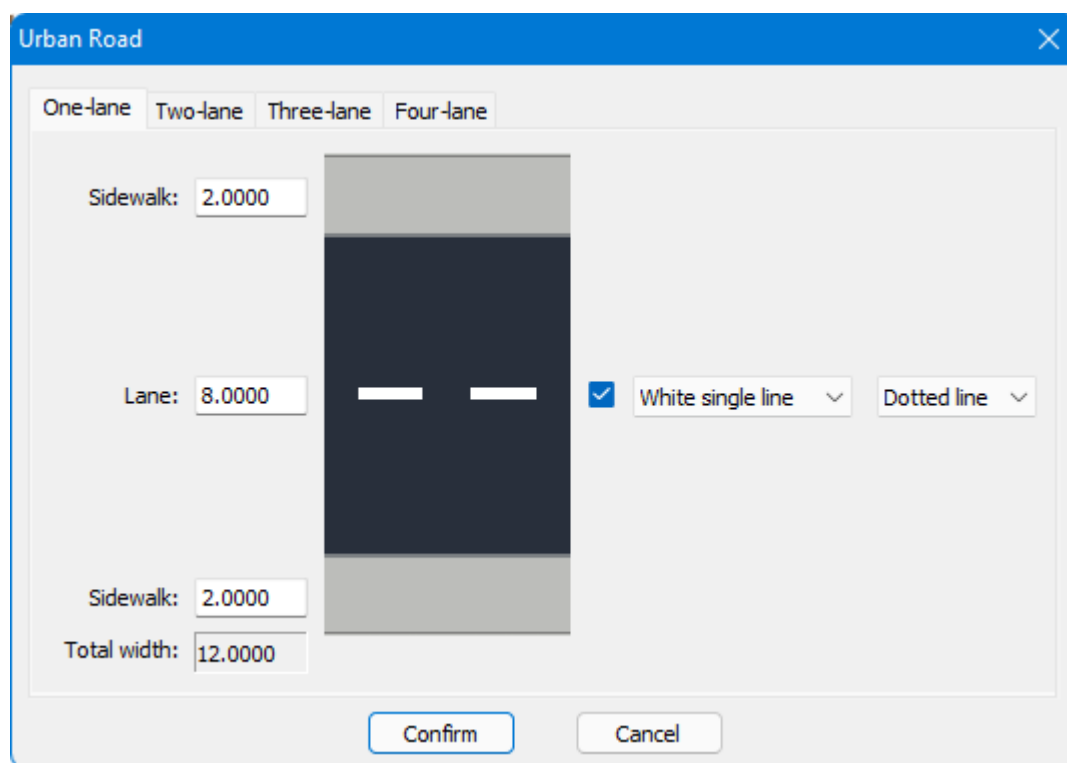 Urban Road
One-lane Two-lane Three-lane Four-lane
Sidewalk: 2.0000
Lane: 8.0000 White single line Dotted line
Sidewalk: 2.0000
Total width: 12.0000
Confirm Cancel